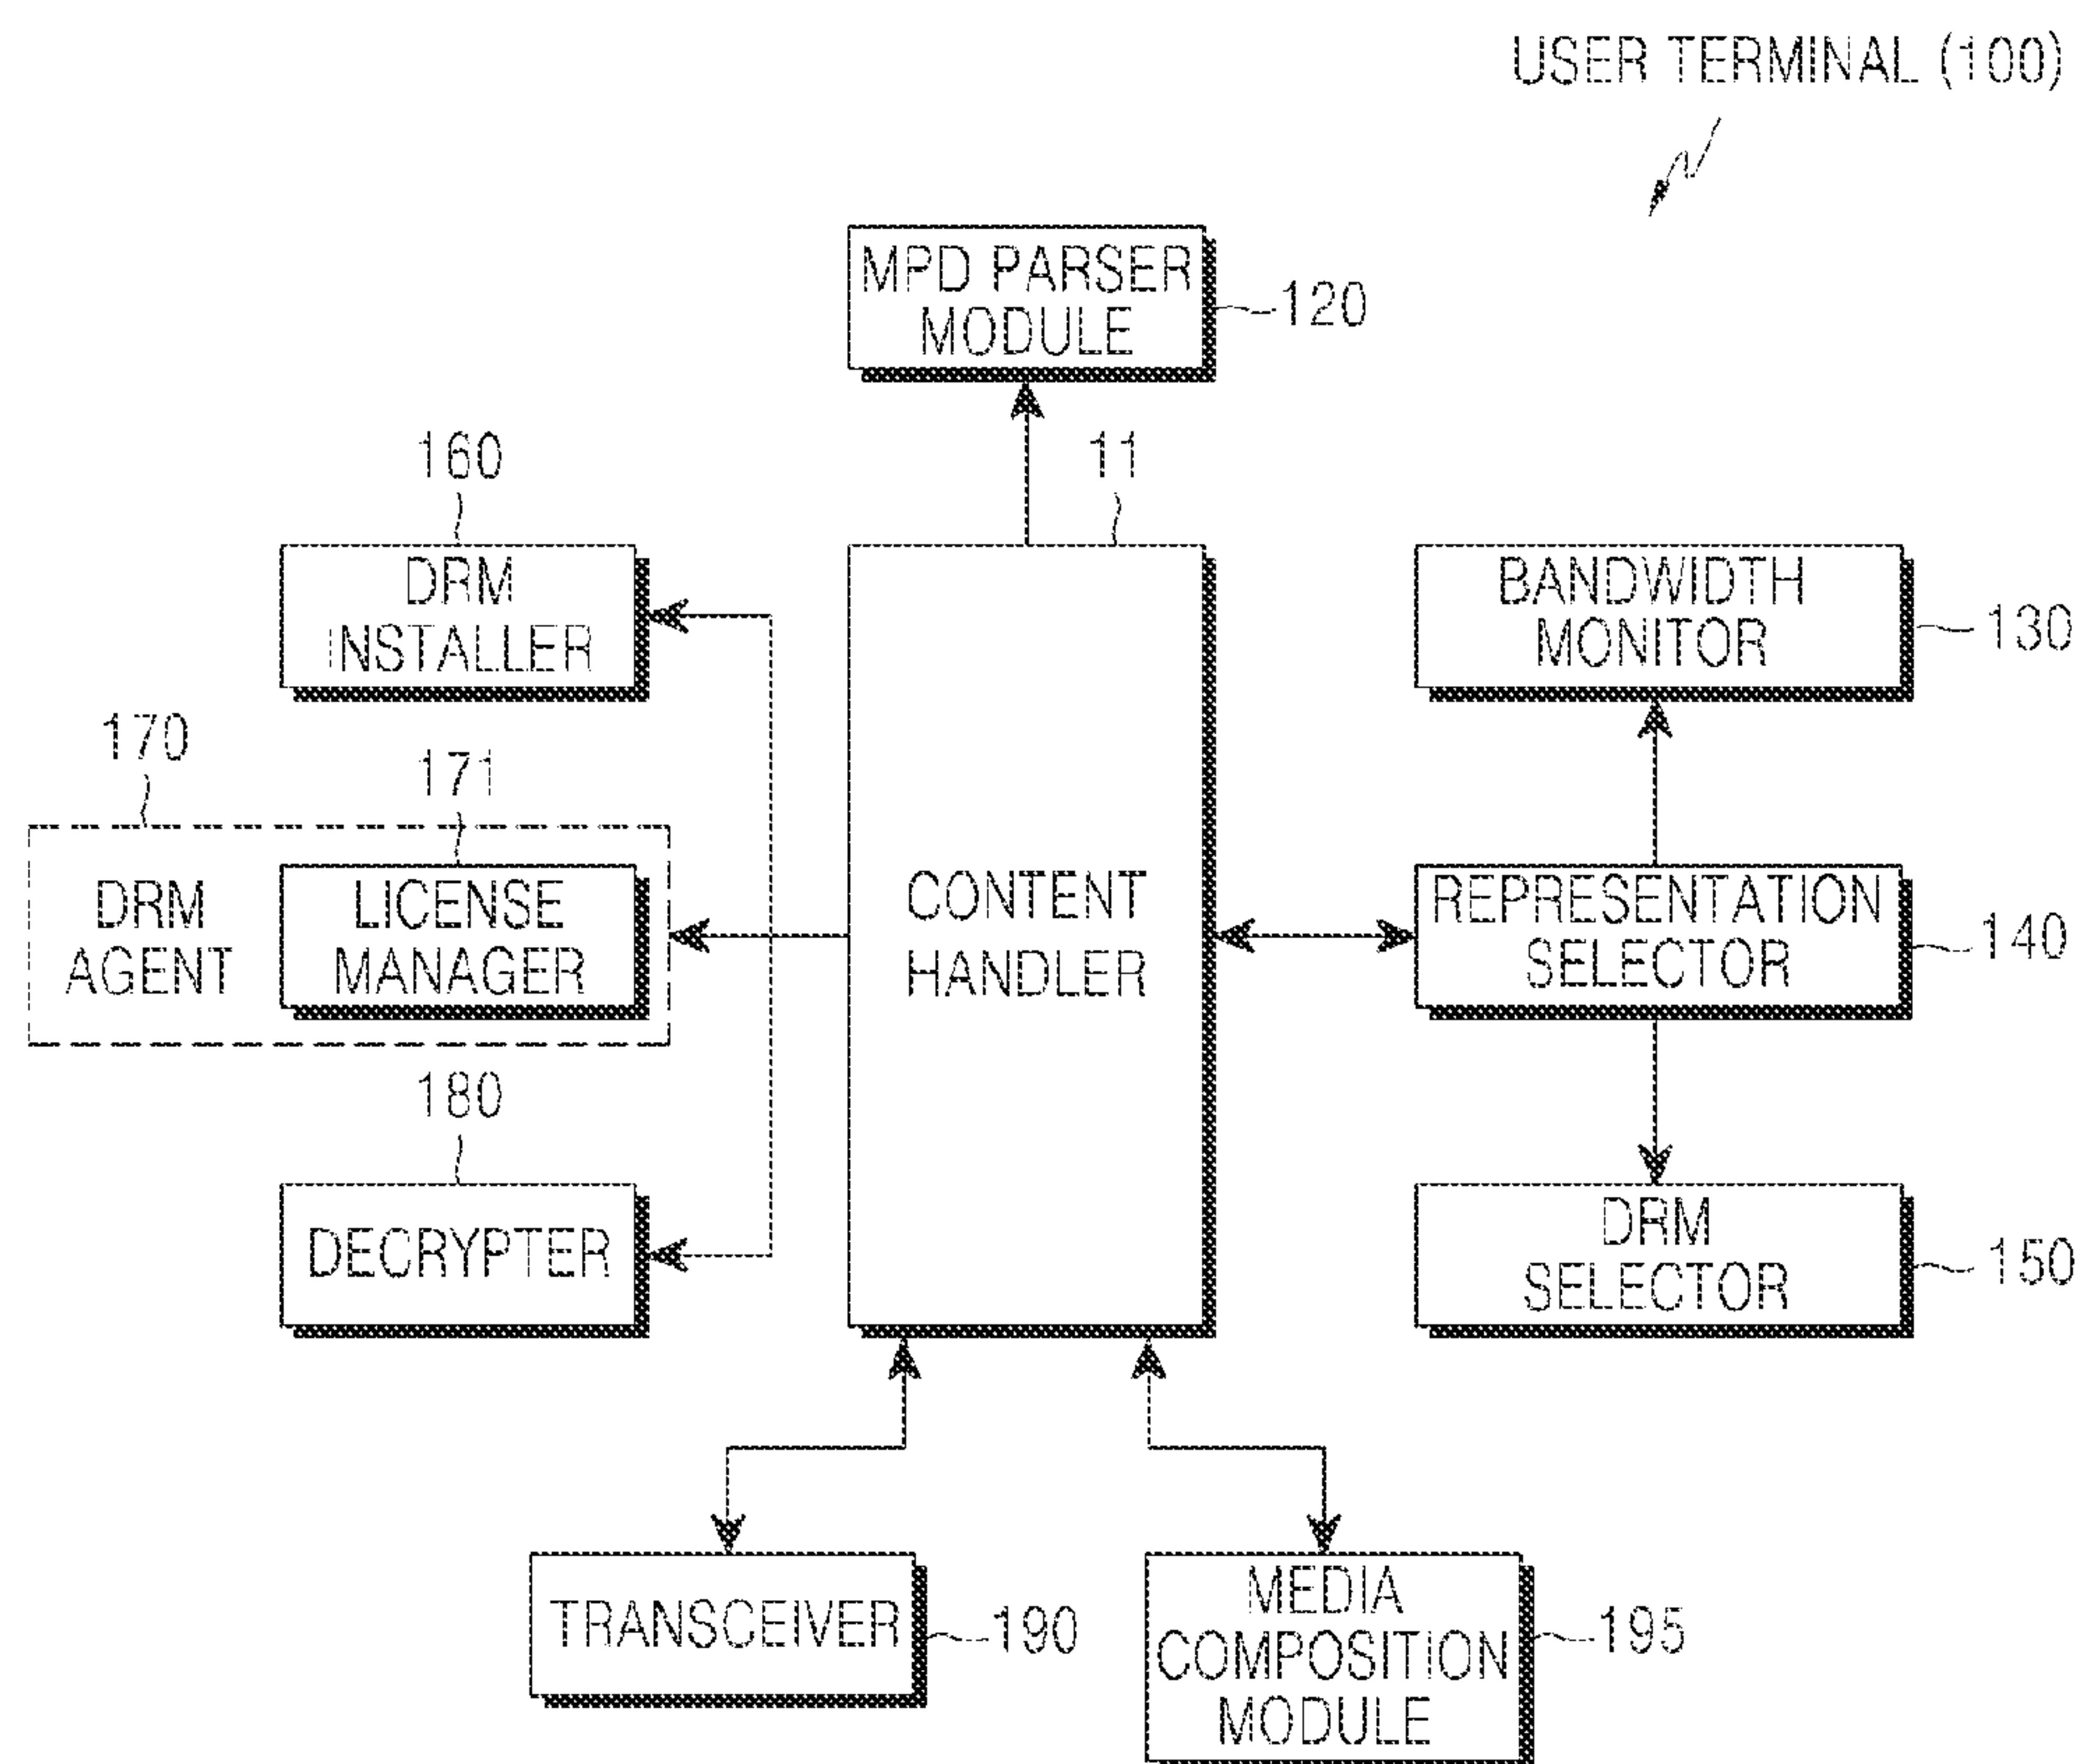 USER TERMINAL (100)
MPD PARSER
MODULE
120
160
11
DRM
INSTALLER
BANDWIDTH
MONITOR
130
170
171
DRM
AGENT
LICENSE
MANAGER
CONTENT
HANDLER
REPRESENTATION
SELECTOR
140
180
DECRYPTER
DRM
SELECTOR
150
TRANSCEIVER
190
MEDIA
COMPOSITION
MODULE
195